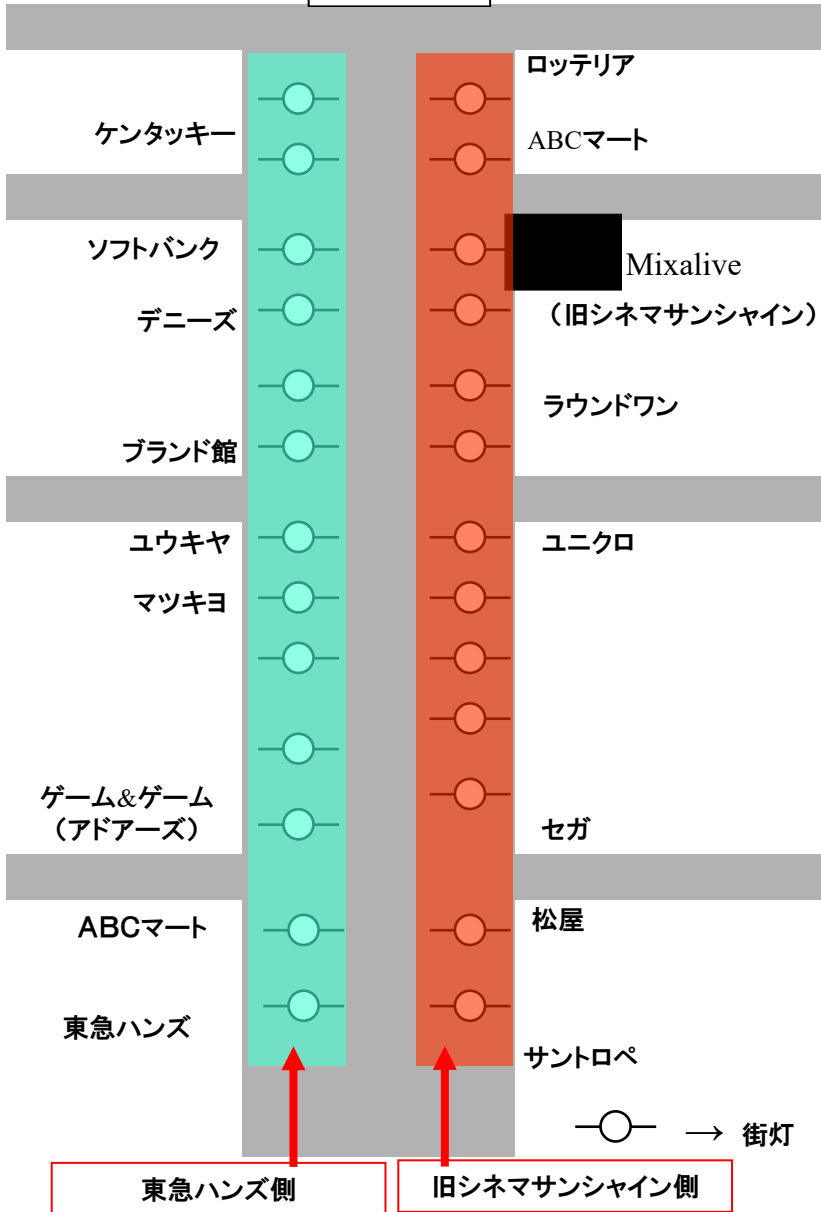 ロッテリア
ケンタッキー
ABCマート
ソフトバンク
Mixalive
デニーズ
（旧シネマサンシャイン）
ラウンドワン
ブランド館
ユウキヤ
ユニクロ
マツキヨ
ゲーム&ゲーム
（アドアーズ）
セガ
ABCマート
松屋
東急ハンズ
サントロペ
→ 街灯
東急ハンズ側
旧シネマサンシャイン側